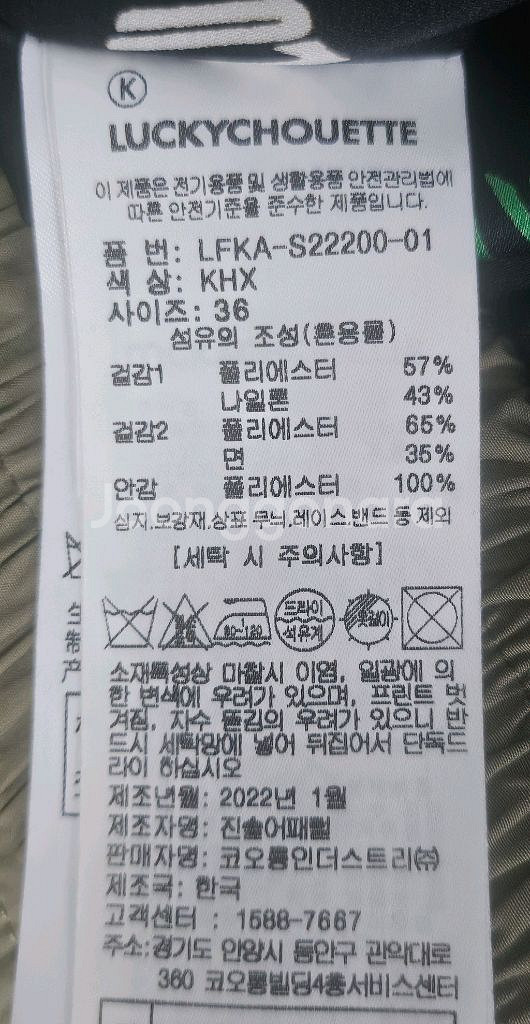 K
LUCKYCHOUETTE
이 제품은 전기용품 및 생활용품 안전관리법에
따른 안전기준을 준수한 제품입니다.
품 번: LFKA-S22200-01
색 상: KHX
사이즈: 36
섬유의 조성(혼용률)
겉감1 폴리에스터 57%
나일론 43%
겉감2 폴리에스터 65%
면 35%
안감 폴리에스터 100%
심지.보강재.상표.무늬.레이스.밴드 등 제외
[세탁 시 주의사항]
80~120
드라이
석유계
옷걸이
소재특성상 마찰시 이염, 일광에 의
한 변색에 우려가 있으며, 프린트 벗
겨짐, 자수 뜯김의 우려가 있으니 반
드시 세탁망에 넣어 뒤집어서 단독드
라이 하십시오
제조년월: 2022년 1월
제조자명: 진솔어패럴
판매자명: 코오롱인더스트리㈜
제조국: 한국
고객센터 : 1588-7667
주소:경기도 안양시 동안구 관악대로
360 코오롱빌딩4층서비스센터